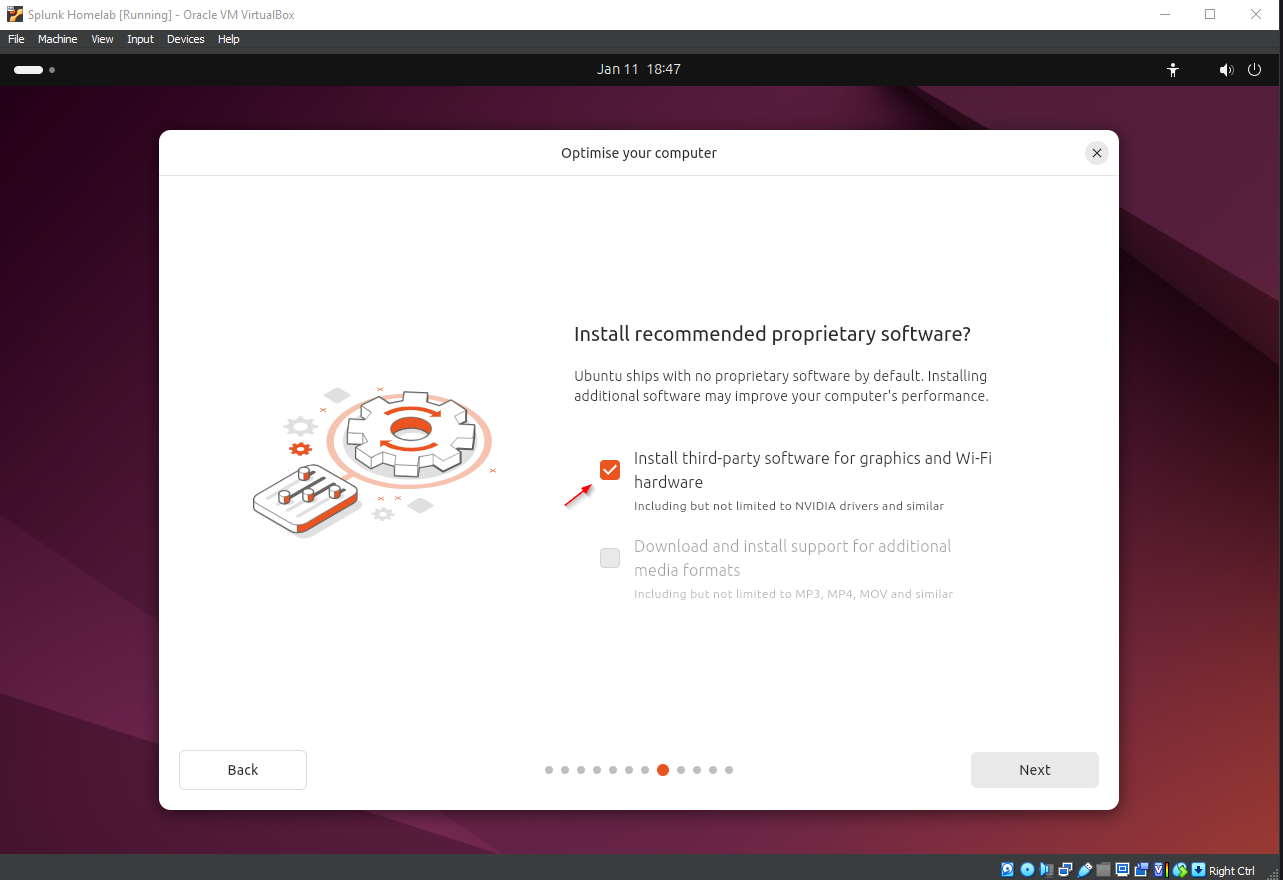 Splunk Homelab [Running] - Oracle VM VirtualBox
File Machine View Input Devices Help
Jan 11 18:47
Optimise your computer
Install recommended proprietary software?
Ubuntu ships with no proprietary software by default. Installing
additional software may improve your computer's performance.
Install third-party software for graphics and Wi-Fi
hardware
Including but not limited to NVIDIA drivers and similar
Download and install support for additional
media formats
Including but not limited to MP3, MP4, MOV and similar
Back
Next
Right Ctrl